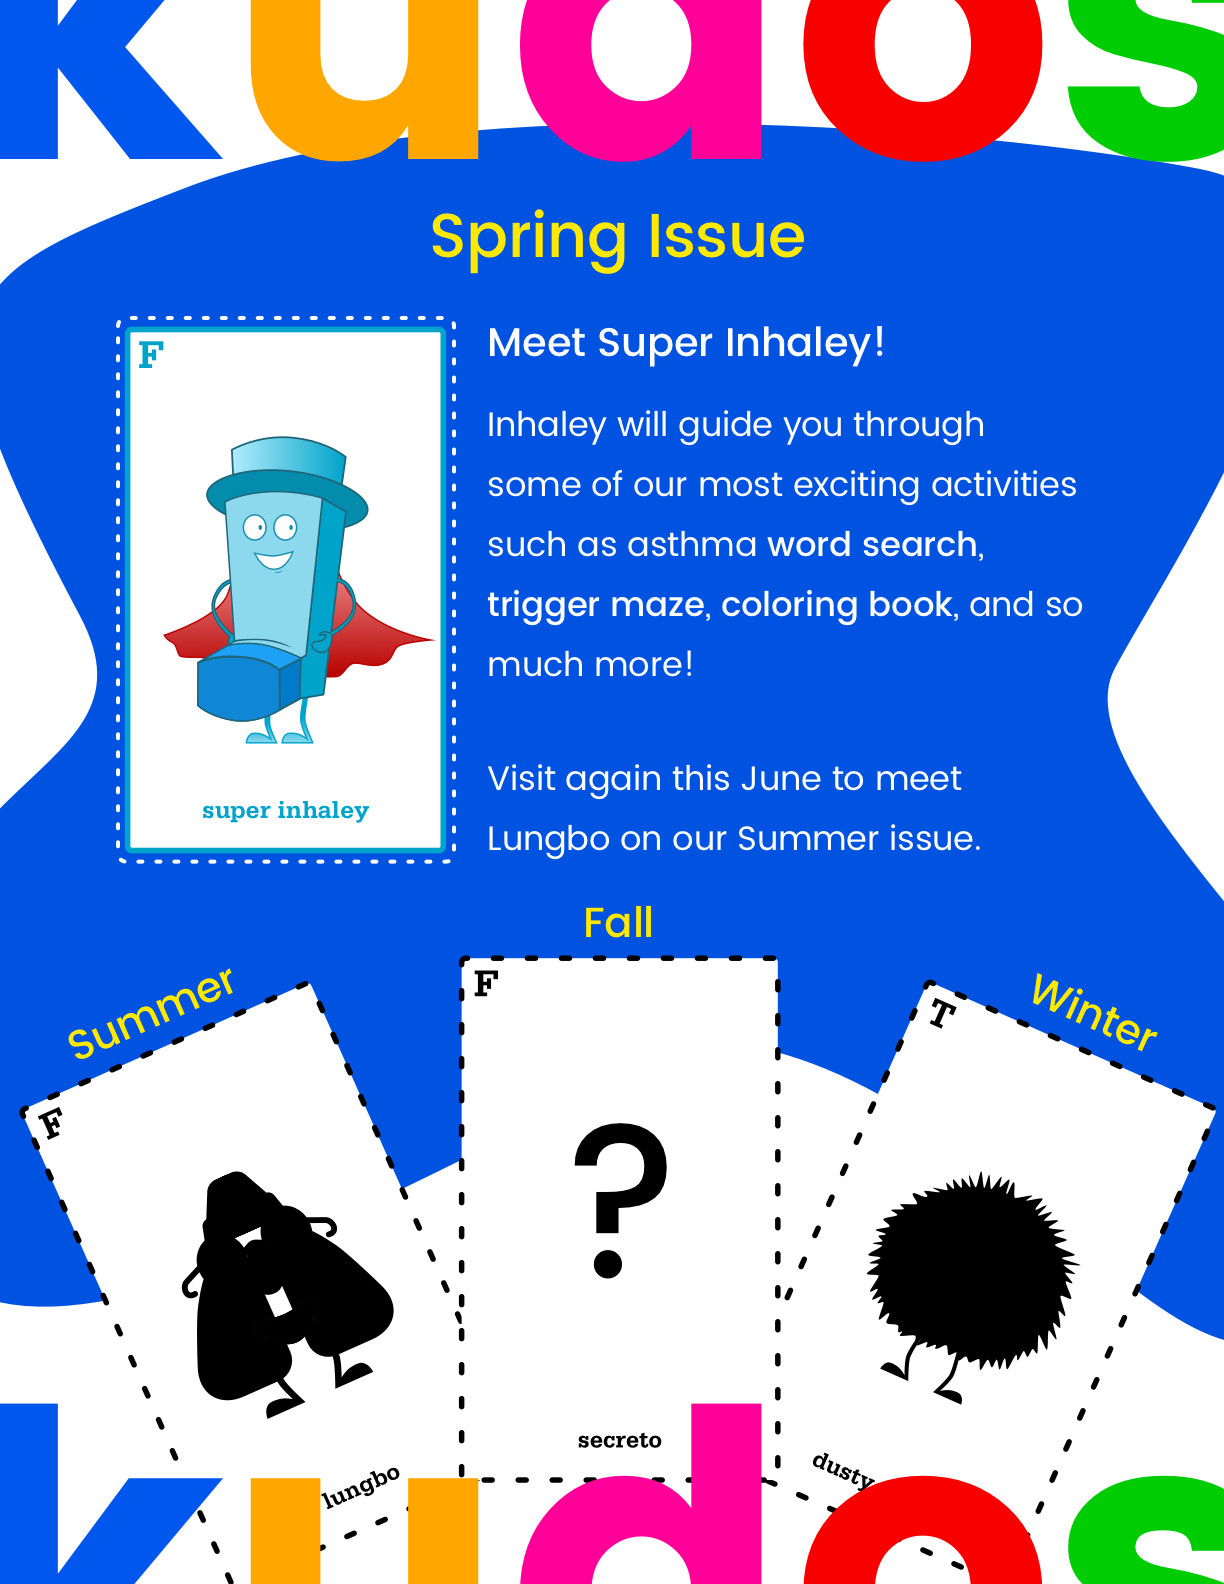 kudos
Spring Issue
F
super inhaley
Meet Super Inhaley!
Inhaley will guide you through
some of our most exciting activities
such as asthma word search,
trigger maze, coloring book, and so
much more!
Visit again this June to meet
Lungbo on our Summer issue.
Summer
F
lungbo
Fall
F
?
secreto
Winter
T
dusty
kudos